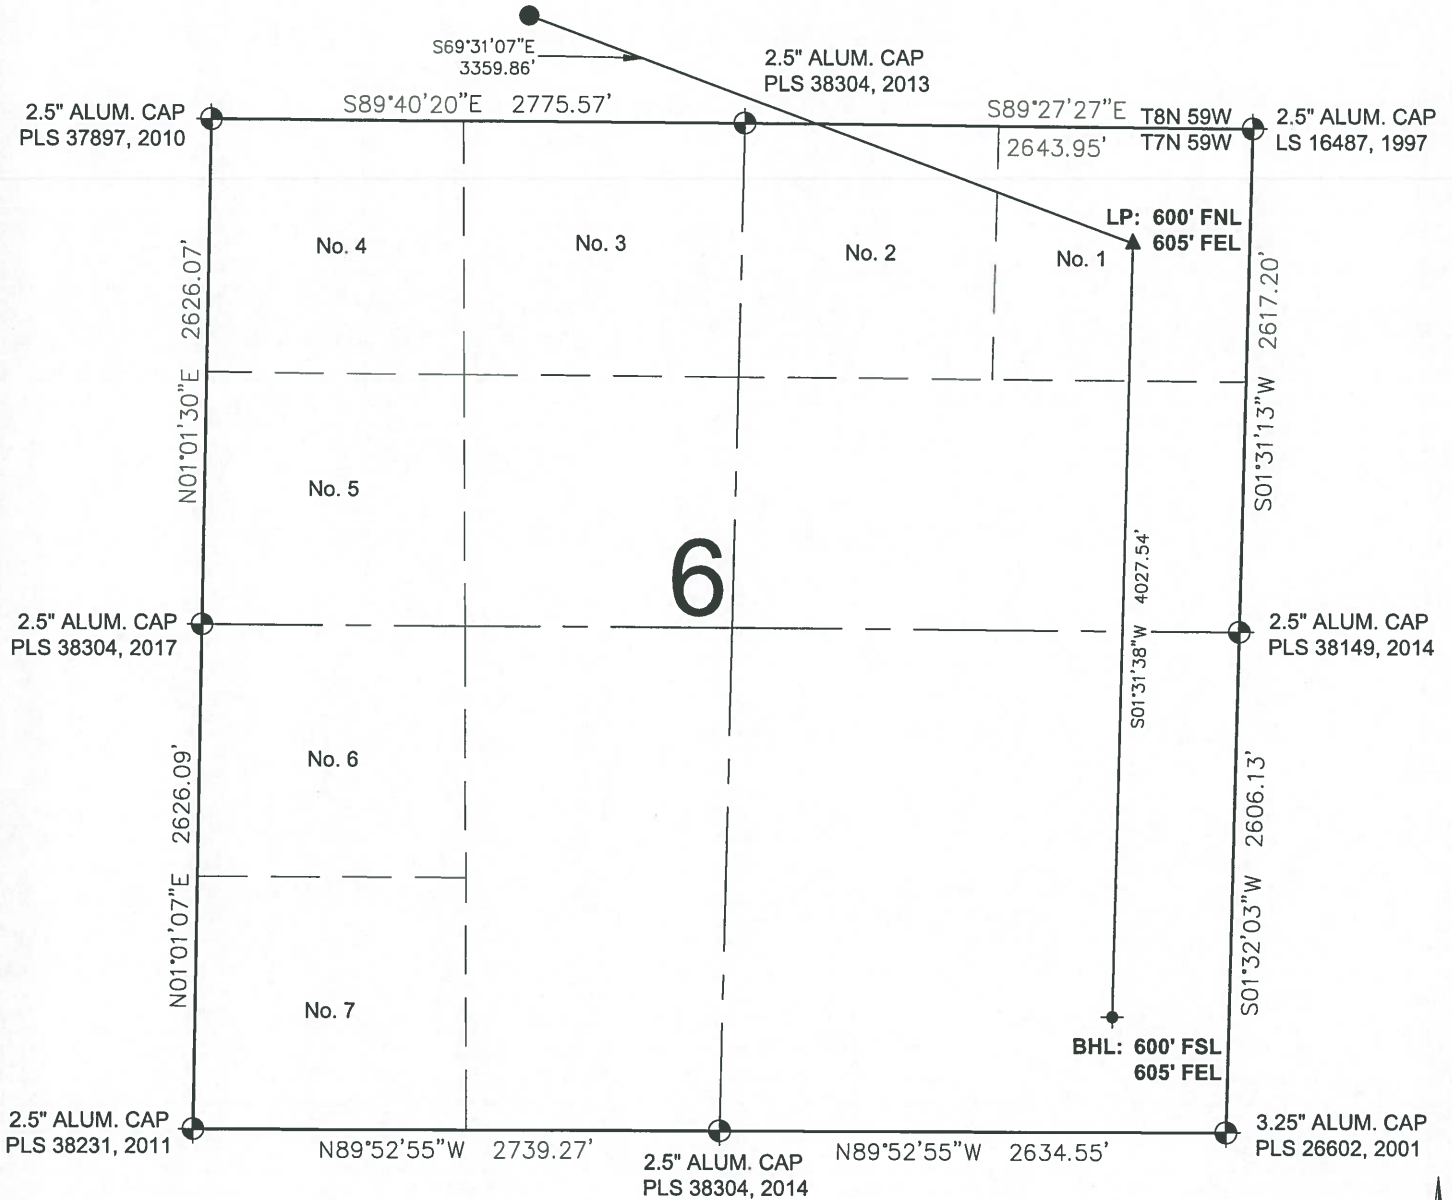 S69°31'07"E
3359.86'
2.5" ALUM. CAP
PLS 38304, 2013
2.5" ALUM. CAP
PLS 37897, 2010
S89°40'20"E 2775.57'
S89°27'27"E
2643.95'
T8N 59W
T7N 59W
2.5" ALUM. CAP
LS 16487, 1997
LP: 600' FNL
605' FEL
No. 4
No. 3
No. 2
No. 1
N01°01'30"E 2626.07'
S01°31'13"W 2617.20'
No. 5
6
S01°31'38"W 4027.54'
2.5" ALUM. CAP
PLS 38304, 2017
2.5" ALUM. CAP
PLS 38149, 2014
No. 6
N01°01'07"E 2626.09'
S01°32'03"W 2606.13'
No. 7
BHL: 600' FSL
605' FEL
2.5" ALUM. CAP
PLS 38231, 2011
N89°52'55"W 2739.27'
2.5" ALUM. CAP
PLS 38304, 2014
N89°52'55"W 2634.55'
3.25" ALUM. CAP
PLS 26602, 2001